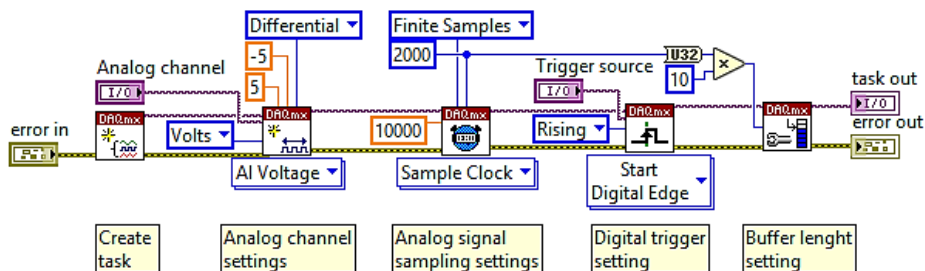 Differential
Finite Samples
-5
2000
U32
Analog channel
5
Trigger source
10
x
task out
I/O
I/O
I/O
DAQmx
DAQmx
DAQmx
DAQmx
DAQmx
error in
Volts
10000
Rising
error out
AI Voltage
Sample Clock
Start
Digital Edge
Create
task
Analog channel
settings
Analog signal
sampling settings
Digital trigger
setting
Buffer lenght
setting